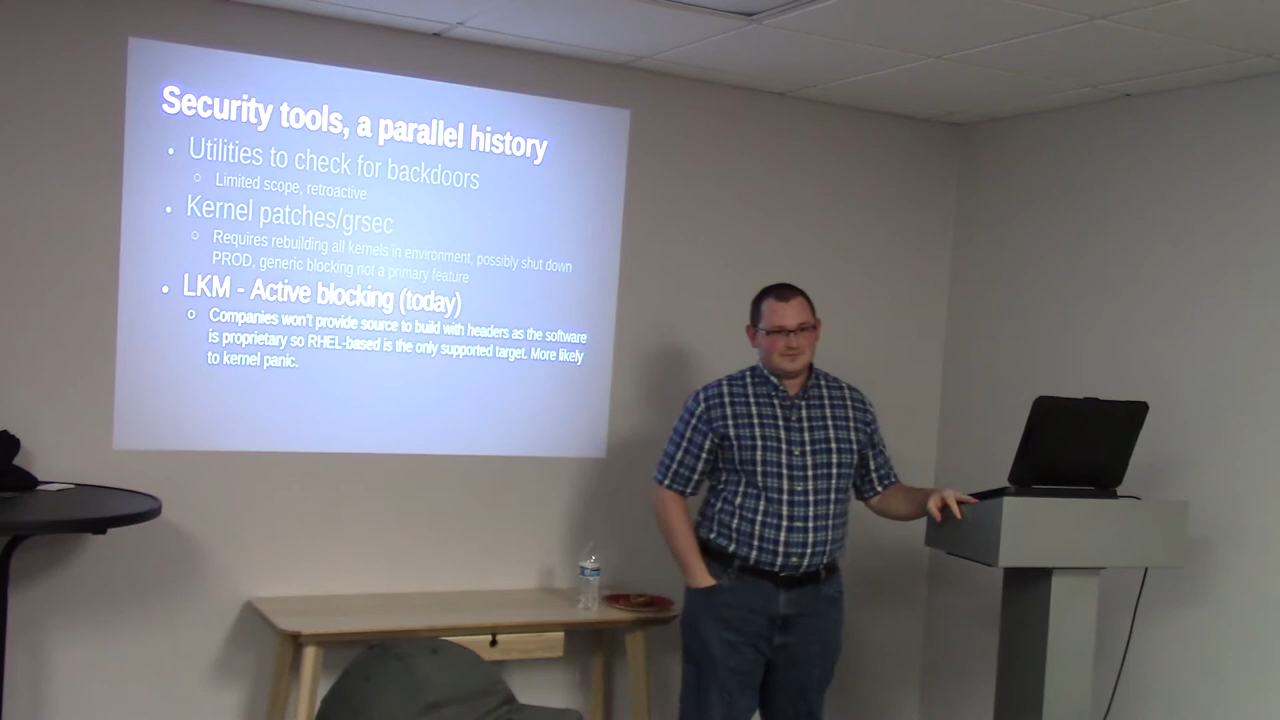 Security tools, a parallel history
• Utilities to check for backdoors
○ Limited scope, retroactive
• Kernel patches/grsec
○ Requires rebuilding all kernels in environment, possibly shut down
PROD, generic blocking not a primary feature
• LKM - Active blocking (today)
○ Companies won't provide source to build with headers as the software
is proprietary so RHEL-based is the only supported target. More likely
to kernel panic.